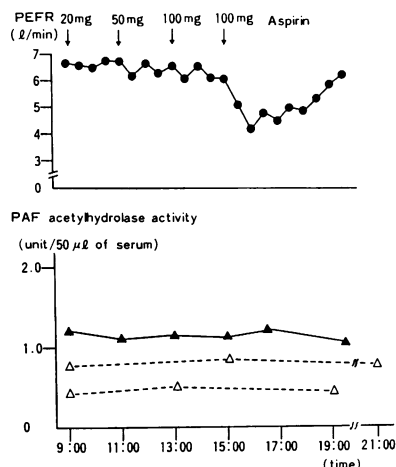 PEFR 20mg 50mg 100mg 100mg Aspirin
(ℓ/min)
7
6
5
4
3
0
PAF acetylhydrolase activity
(unit/50 μℓ of serum)
2.0
1.0
0
9:00 11:00 13:00 15:00 17:00 19:00 21:00
(time)